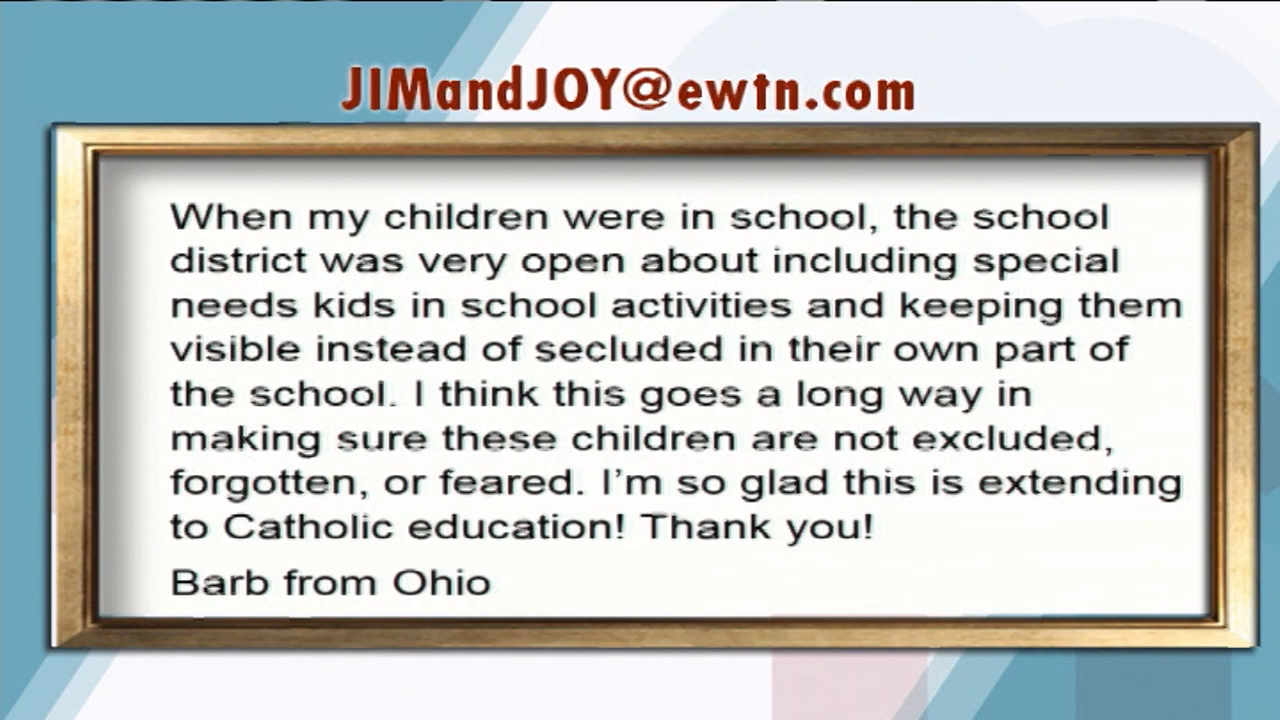 JIMandJOY@ewtn.com
When my children were in school, the school
district was very open about including special
needs kids in school activities and keeping them
visible instead of secluded in their own part of
the school. I think this goes a long way in
making sure these children are not excluded,
forgotten, or feared. I’m so glad this is extending
to Catholic education! Thank you!
Barb from Ohio